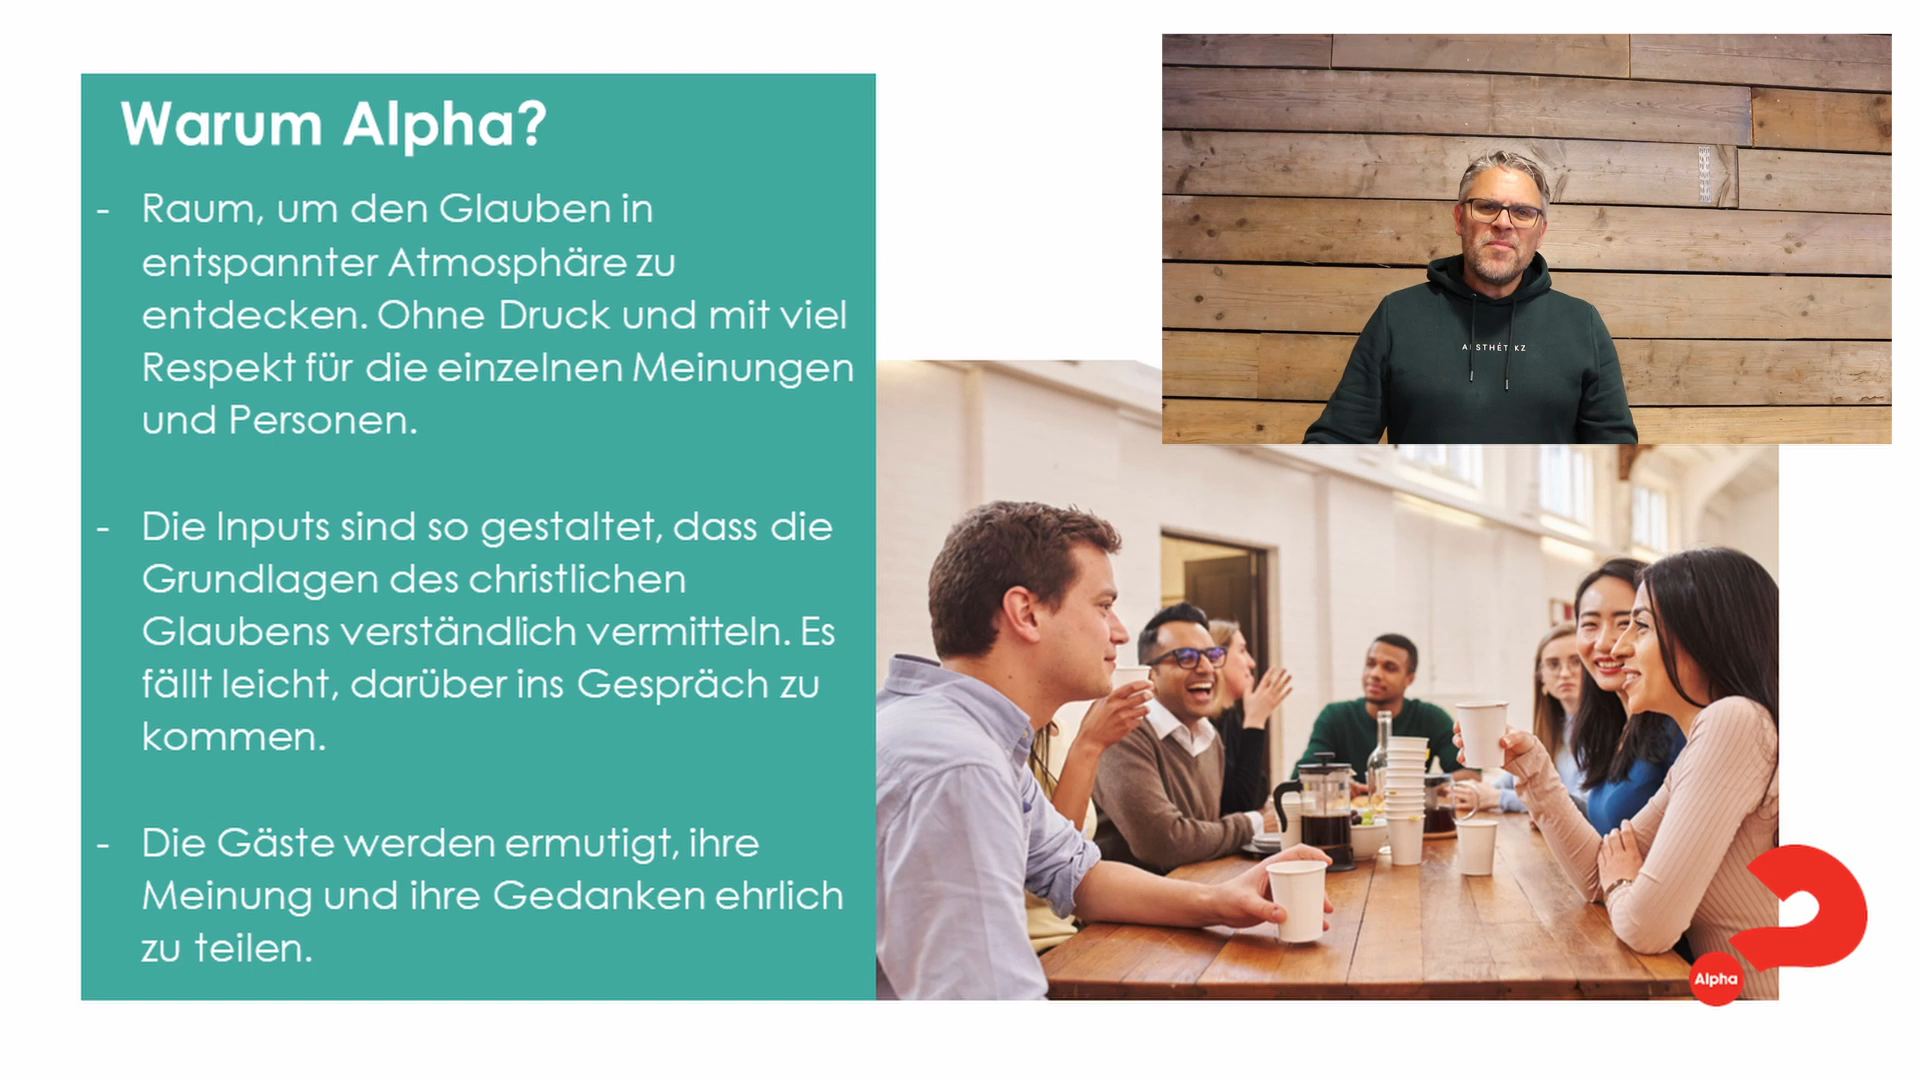 Warum Alpha?
- Raum, um den Glauben in
entspannter Atmosphäre zu
entdecken. Ohne Druck und mit viel
Respekt für die einzelnen Meinungen
und Personen.
- Die Inputs sind so gestaltet, dass die
Grundlagen des christlichen
Glaubens verständlich vermitteln. Es
fällt leicht, darüber ins Gespräch zu
kommen.
- Die Gäste werden ermutigt, ihre
Meinung und ihre Gedanken ehrlich
zu teilen.
Alpha